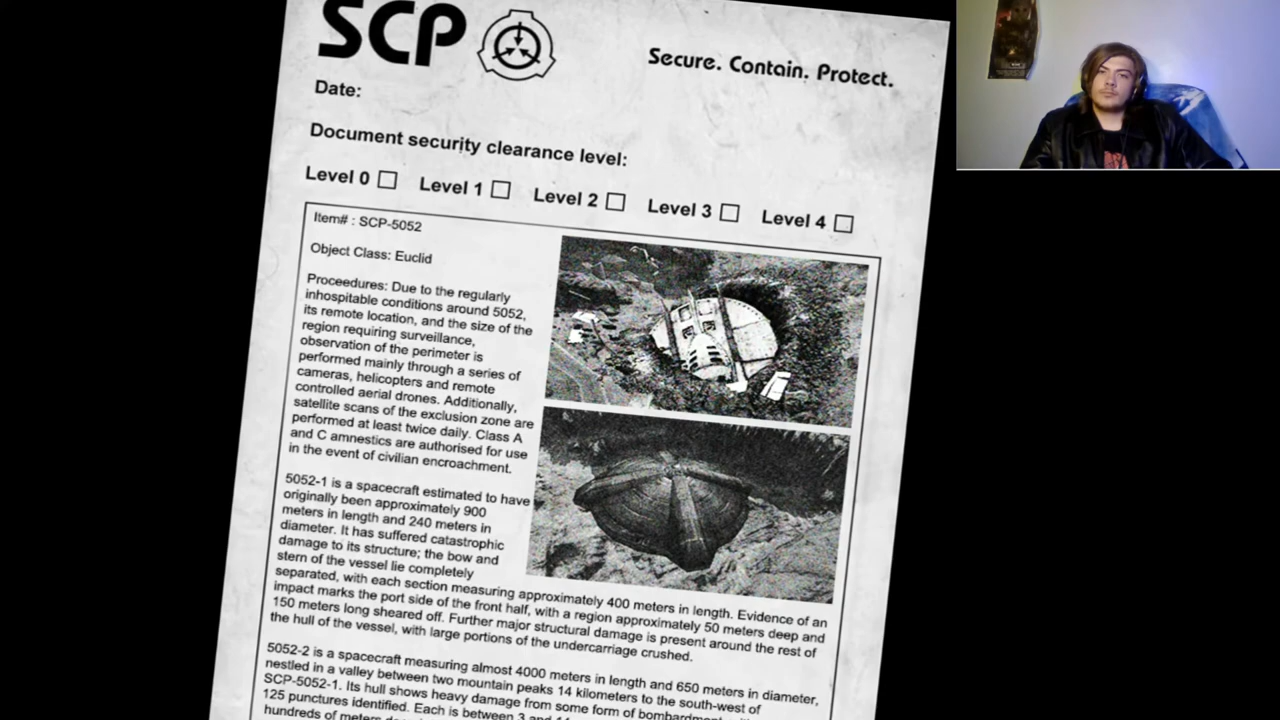 SCP
Secure. Contain. Protect.
Date:
Document security clearance level:
Level 0 Level 1 Level 2 Level 3 Level 4
Item# : SCP-5052
Object Class: Euclid
Proceedures: Due to the regularly
inhospitable conditions around 5052,
its remote location, and the size of the
region requiring surveillance,
observation of the perimeter is
performed mainly through a series of
cameras, helicopters and remote
controlled aerial drones. Additionally,
satellite scans of the exclusion zone are
performed at least twice daily. Class A
and C amnestics are authorised for use
in the event of civilian encroachment.
5052-1 is a spacecraft estimated to have
originally been approximately 900
meters in length and 240 meters in
diameter. It has suffered catastrophic
damage to its structure; the bow and
stern of the vessel lie completely
separated, with each section measuring approximately 400 meters in length. Evidence of an
impact marks the port side of the front half, with a region approximately 50 meters deep and
150 meters long sheared off. Further major structural damage is present around the rest of
the hull of the vessel, with large portions of the undercarriage crushed.
5052-2 is a spacecraft measuring almost 4000 meters in length and 650 meters in diameter,
nestled in a valley between two mountain peaks 14 kilometers to the south-west of
SCP-5052-1. Its hull shows heavy damage from some form of bombardment
125 punctures identified. Each is between 3 and
hundreds of meters